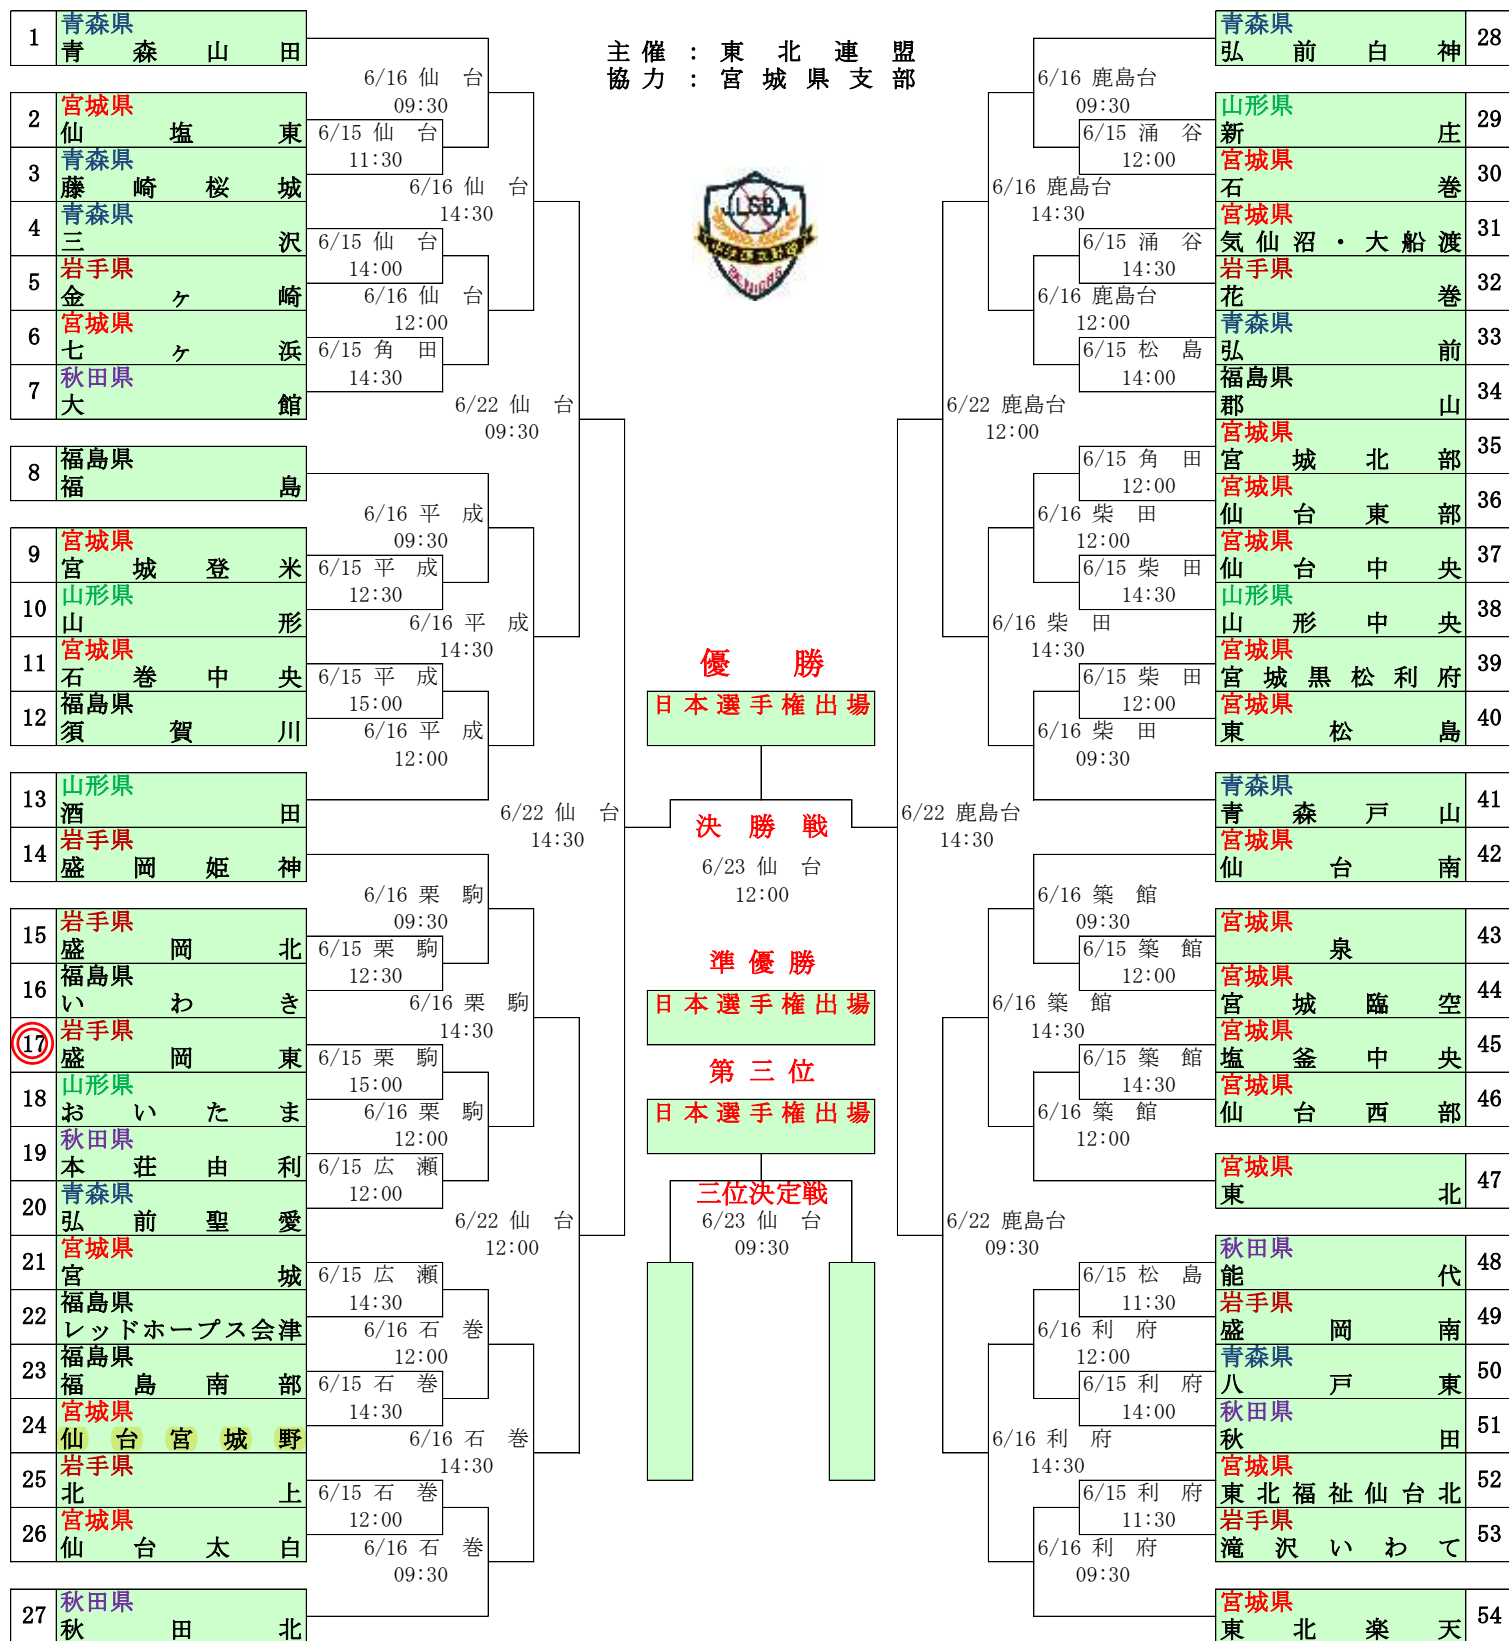 主催：東北連盟
協力：宮城県支部
JLSBA
1 青森県
青森山田
2 宮城県
仙塩東
3 青森県
藤崎桜城
4 青森県
三沢
5 岩手県
金ヶ崎
6 宮城県
七ヶ浜
7 秋田県
大館
8 福島県
福島
9 宮城県
宮城登米
10 山形県
山形
11 宮城県
石巻中央
12 福島県
須賀川
13 山形県
酒田
14 岩手県
盛岡姫神
15 岩手県
盛岡北
16 福島県
いわき
17 岩手県
盛岡東
18 山形県
おいたま
19 秋田県
本荘由利
20 青森県
弘前聖愛
21 宮城県
宮城
22 福島県
レッドホープス会津
23 福島県
福島南部
24 宮城県
仙台宮城野
25 岩手県
北上
26 宮城県
仙台太白
27 秋田県
秋田北
6/16 仙台
09:30
6/15 仙台
11:30
6/16 仙台
14:30
6/15 仙台
14:00
6/16 仙台
12:00
6/15 角田
14:30
6/22 仙台
09:30
6/16 平成
09:30
6/15 平成
12:30
6/16 平成
14:30
6/15 平成
15:00
6/16 平成
12:00
6/22 仙台
14:30
6/16 栗駒
09:30
6/15 栗駒
12:30
6/16 栗駒
14:30
6/15 栗駒
15:00
6/16 栗駒
12:00
6/15 広瀬
12:00
6/22 仙台
12:00
6/15 広瀬
14:30
6/16 石巻
12:00
6/15 石巻
14:30
6/16 石巻
14:30
6/15 石巻
12:00
6/16 石巻
09:30
優勝
日本選手権出場
決勝戦
6/23 仙台
12:00
準優勝
日本選手権出場
第三位
日本選手権出場
三位決定戦
6/23 仙台
09:30
6/16 鹿島台
09:30
6/15 涌谷
12:00
6/16 鹿島台
14:30
6/15 涌谷
14:30
6/16 鹿島台
12:00
6/15 松島
14:00
6/22 鹿島台
12:00
6/15 角田
12:00
6/16 柴田
12:00
6/15 柴田
14:30
6/16 柴田
14:30
6/15 柴田
12:00
6/16 柴田
09:30
6/22 鹿島台
14:30
6/16 築館
09:30
6/15 築館
12:00
6/16 築館
14:30
6/15 築館
14:30
6/16 築館
12:00
6/22 鹿島台
09:30
6/15 松島
11:30
6/16 利府
12:00
6/15 利府
14:00
6/16 利府
14:30
6/15 利府
11:30
6/16 利府
09:30
青森県 28
弘前白神
山形県 29
新庄
宮城県 30
石巻
宮城県 31
気仙沼・大船渡
岩手県 32
花巻
青森県 33
弘前
福島県 34
郡山
宮城県 35
宮城北部
宮城県 36
仙台東部
宮城県 37
仙台中央
山形県 38
山形中央
宮城県 39
宮城黒松利府
宮城県 40
東松島
青森県 41
青森戸山
宮城県 42
仙台南
宮城県 43
泉
宮城県 44
宮城臨空
宮城県 45
塩釜中央
宮城県 46
仙台西部
宮城県 47
東北
秋田県 48
能代
岩手県 49
盛岡南
青森県 50
八戸東
秋田県 51
秋田
宮城県 52
東北福祉仙台北
岩手県 53
滝沢いわて
宮城県 54
東北楽天